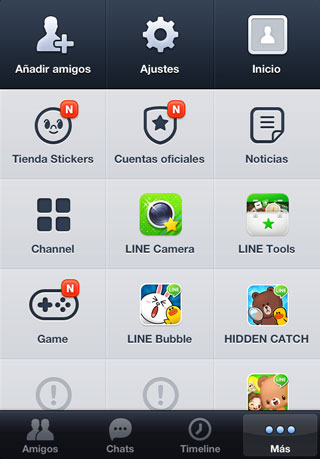 Añadir amigos
Ajustes
Inicio
N
N
Tienda Stickers
Cuentas oficiales
Noticias
Channel
LINE Camera
LINE Tools
N
LINE
LINE
Game
LINE Bubble
HIDDEN CATCH
LINE
Amigos
Chats
Timeline
Más